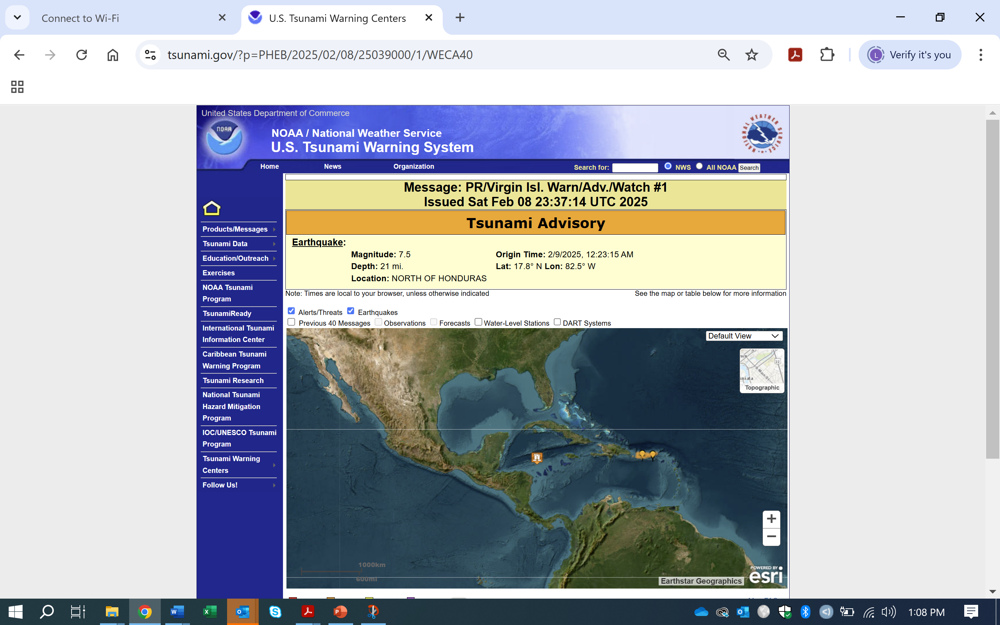 Connect to Wi-Fi
U.S. Tsunami Warning Centers
tsunami.gov/?p=PHEB/2025/02/08/25039000/1/WECA40
L
Verify it's you
United States Department of Commerce
NOAA
NOAA / National Weather Service
U.S. Tsunami Warning System
NATIONAL WEATHER SERVICE
Home
News
Organization
Search for:
NWS
All NOAA
Search
Message: PR/Virgin Isl. Warn/Adv./Watch #1
Issued Sat Feb 08 23:37:14 UTC 2025
Tsunami Advisory
Earthquake:
Magnitude: 7.5
Origin Time: 2/9/2025, 12:23:15 AM
Depth: 21 mi.
Lat: 17.8° N Lon: 82.5° W
Location: NORTH OF HONDURAS
Note: Times are local to your browser, unless otherwise indicated
See the map or table below for more information
Alerts/Threats
Earthquakes
Previous 40 Messages
Observations
Forecasts
Water-Level Stations
DART Systems
Products/Messages
Tsunami Data
Education/Outreach
Exercises
NOAA Tsunami
Program
TsunamiReady
International Tsunami
Information Center
Caribbean Tsunami
Warning Program
Tsunami Research
National Tsunami
Hazard Mitigation
Program
IOC/UNESCO Tsunami
Program
Tsunami Warning
Centers
Follow Us!
Default View
22
S-Main-St
Topographic
+
−
1000km
600mi
POWERED BY
esri
Earthstar Geographics
1:08 PM